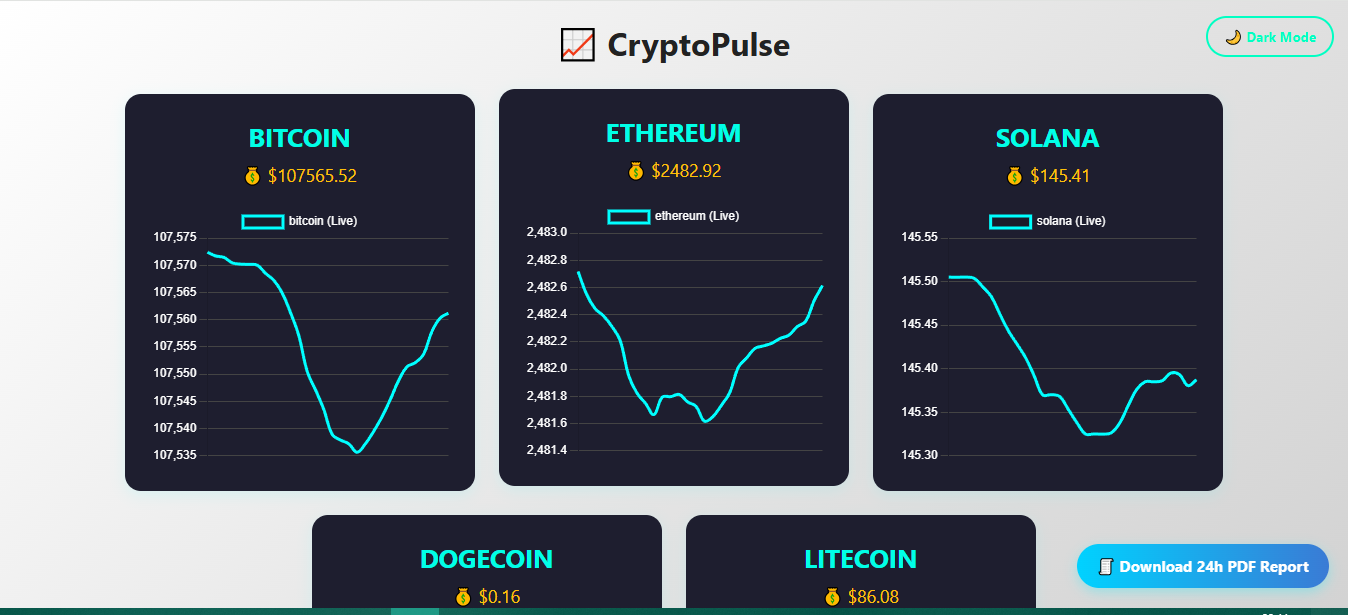 CryptoPulse
Dark Mode
BITCOIN
$107565.52
bitcoin (Live)
107,575
107,570
107,565
107,560
107,555
107,550
107,545
107,540
107,535
ETHEREUM
$2482.92
ethereum (Live)
2,483.0
2,482.8
2,482.6
2,482.4
2,482.2
2,482.0
2,481.8
2,481.6
2,481.4
SOLANA
$145.41
solana (Live)
145.55
145.50
145.45
145.40
145.35
145.30
DOGECOIN
$0.16
LITECOIN
$86.08
Download 24h PDF Report